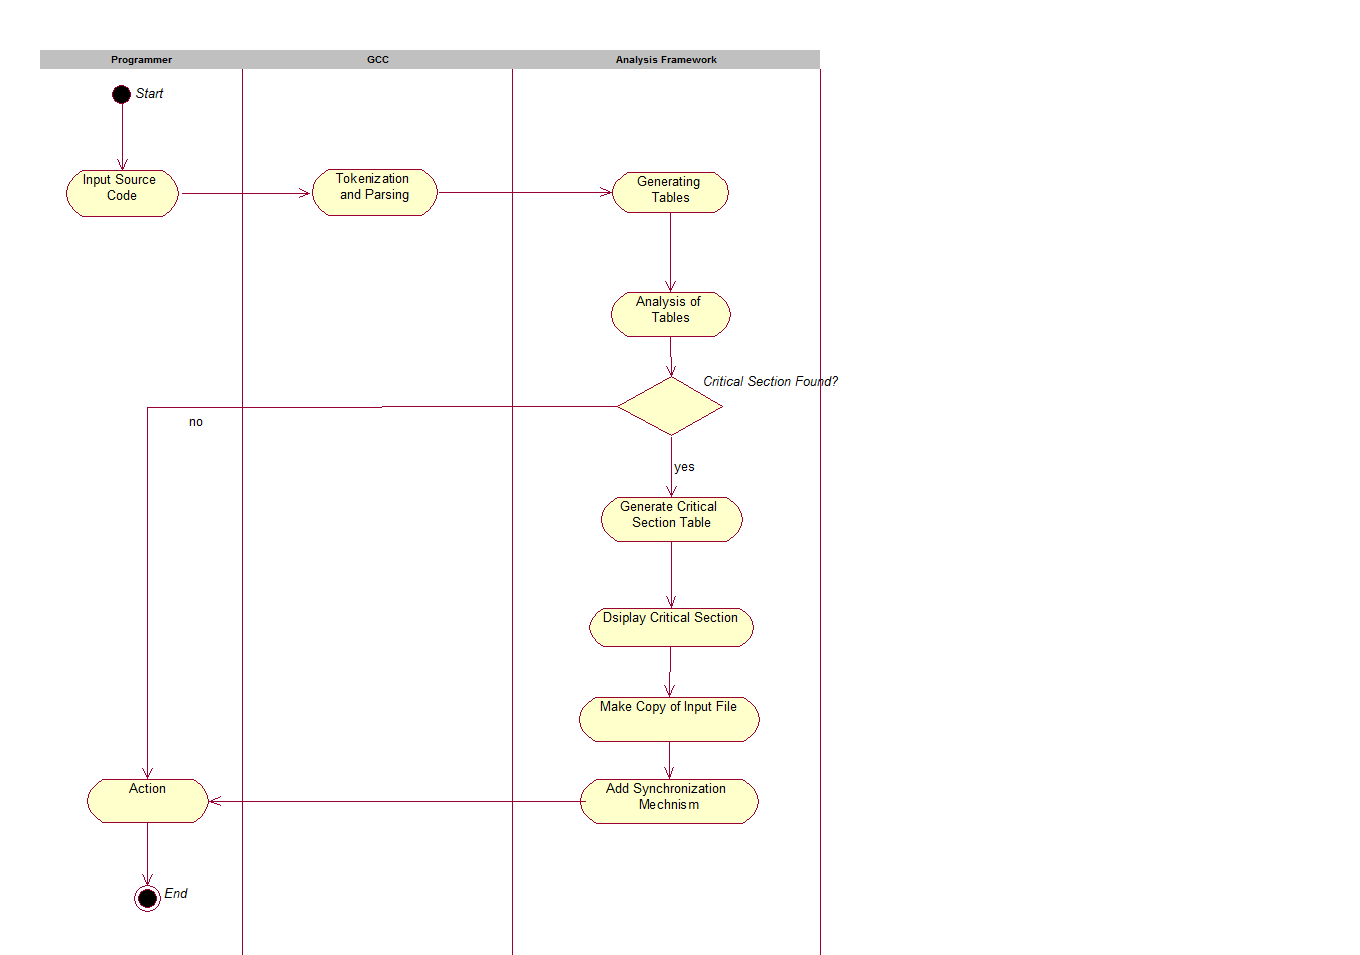 Programmer
GCC
Analysis Framework
Start
Input Source
Code
Tokenization
and Parsing
Generating
Tables
Analysis of
Tables
Critical Section Found?
no
yes
Generate Critical
Section Table
Dsiplay Critical Section
Make Copy of Input File
Action
Add Synchronization
Mechnism
End